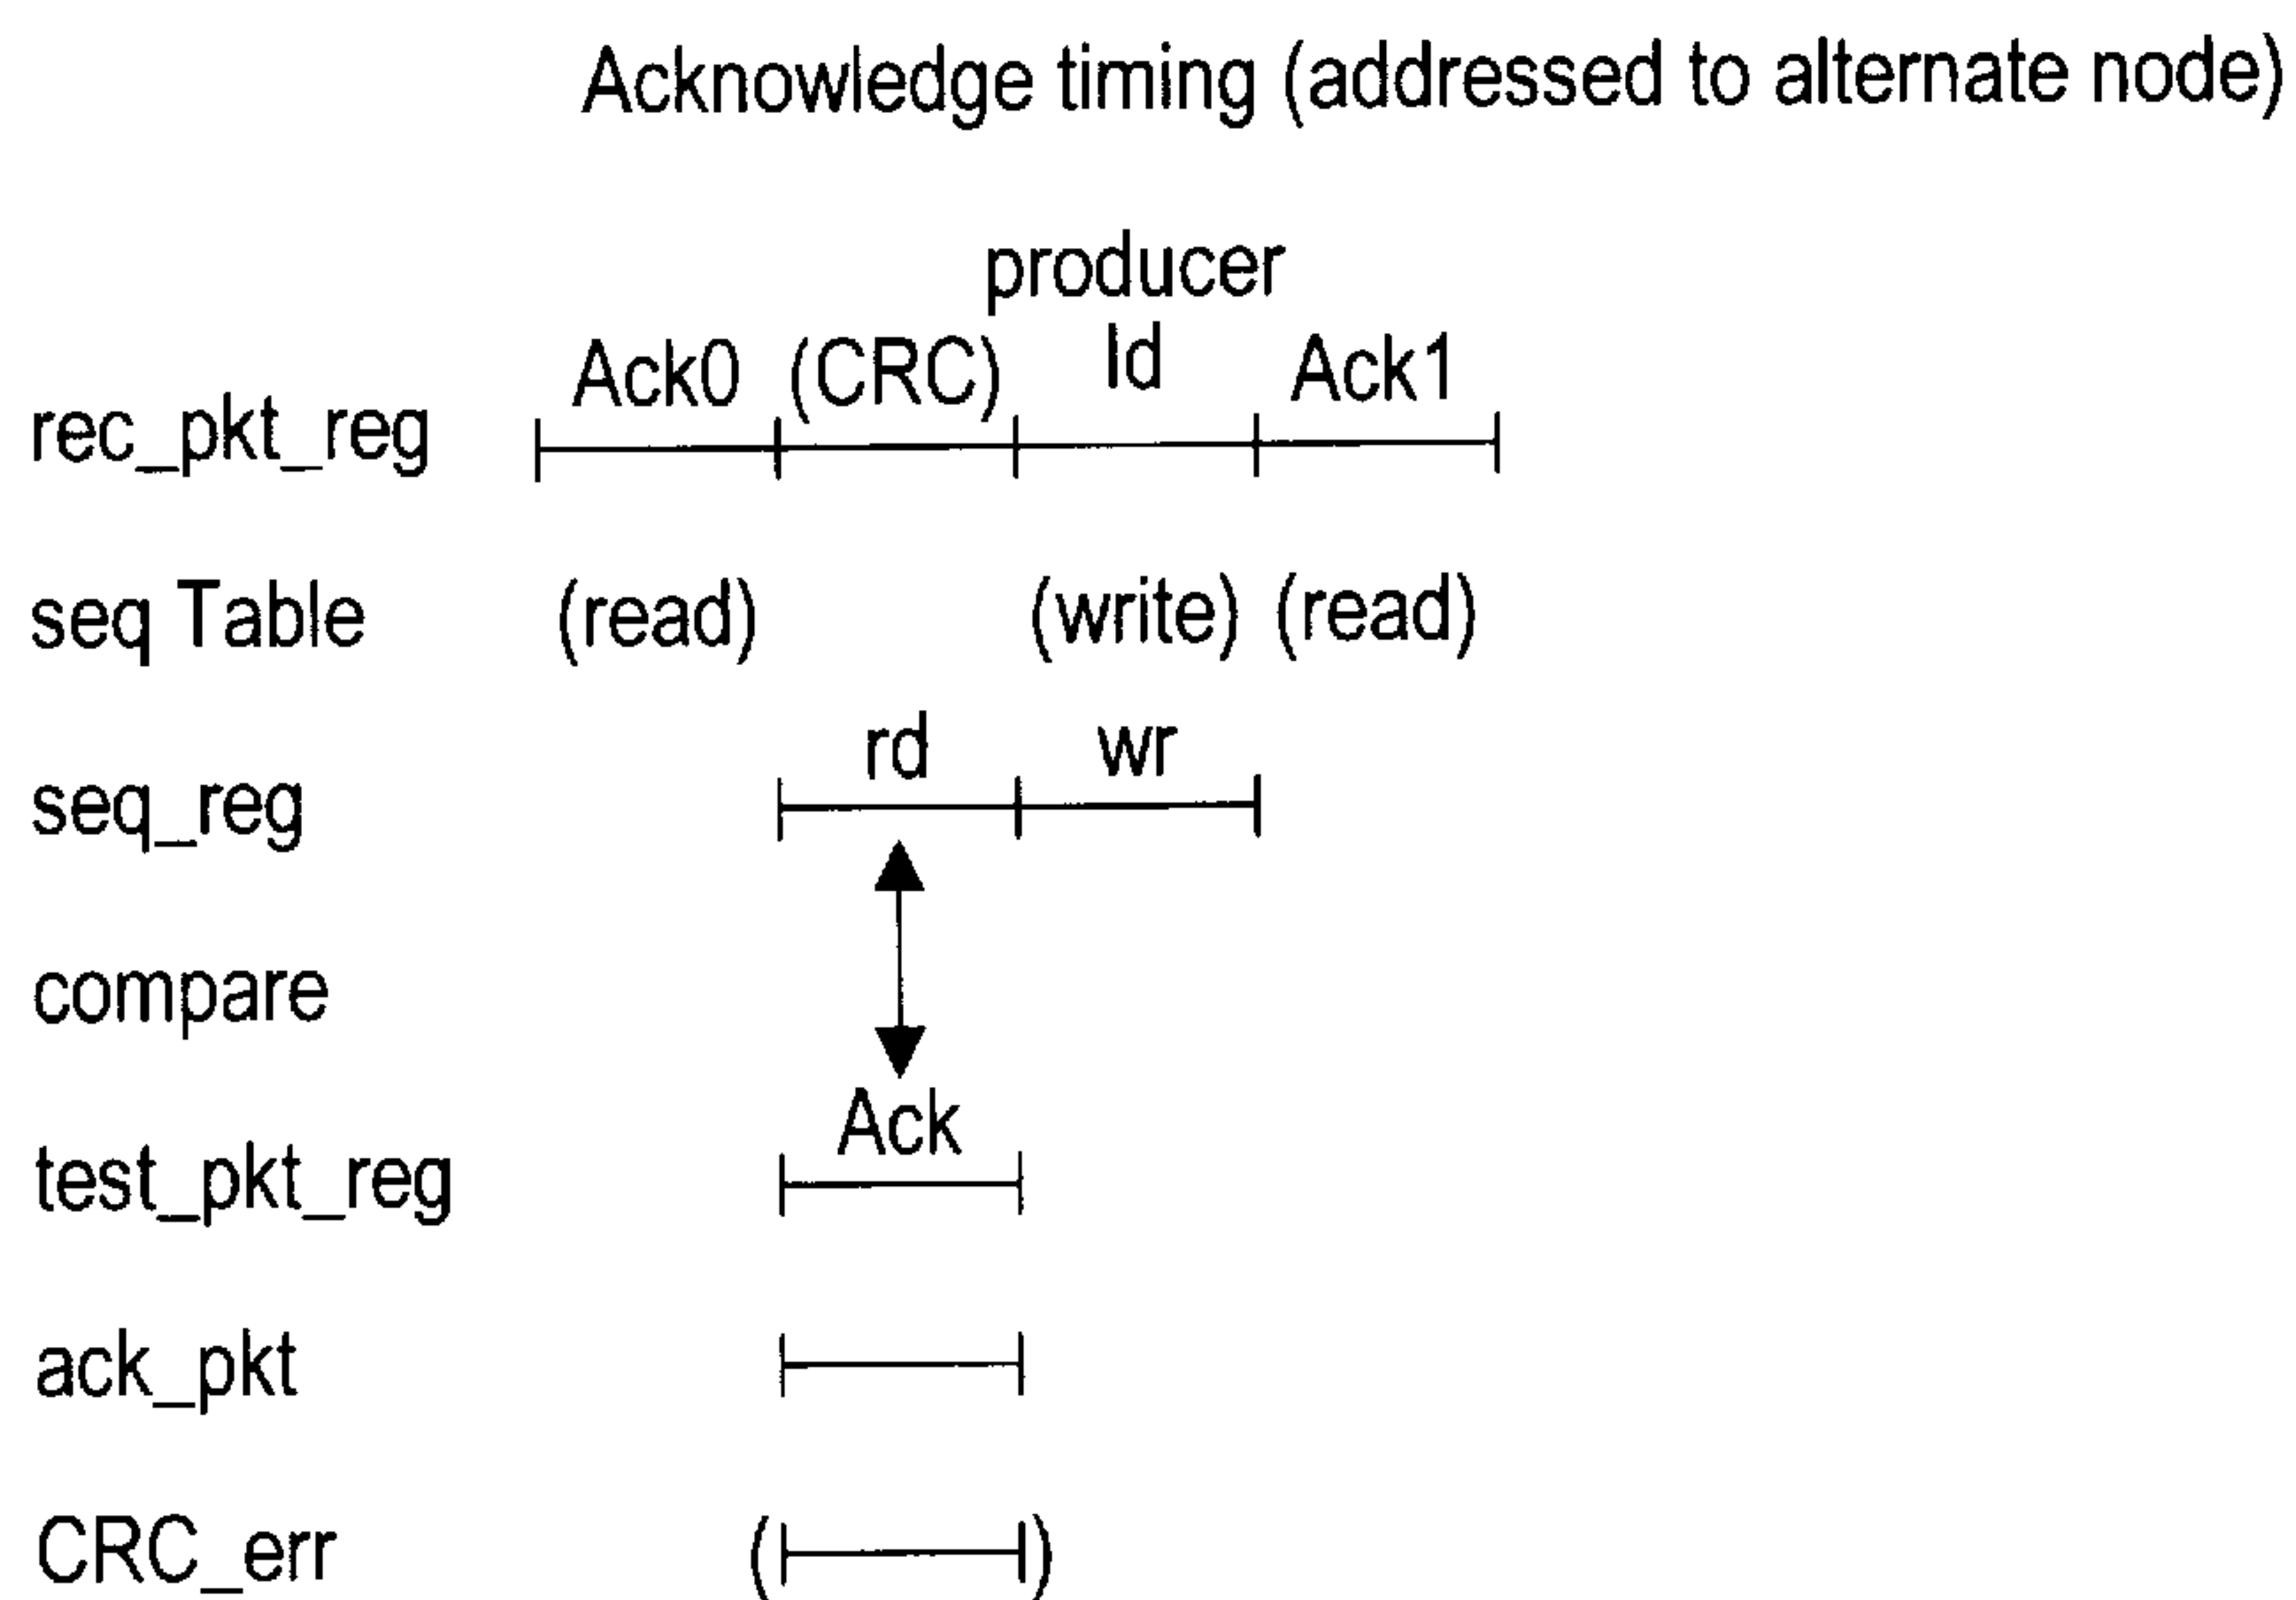 Acknowledge timing (addressed to alternate node)
producer
Ack0 (CRC) Id Ack1
rec_pkt_reg
seq Table (read) (write) (read)
rd wr
seq_reg
compare
Ack
test_pkt_reg
ack_pkt
CRC_err ( )